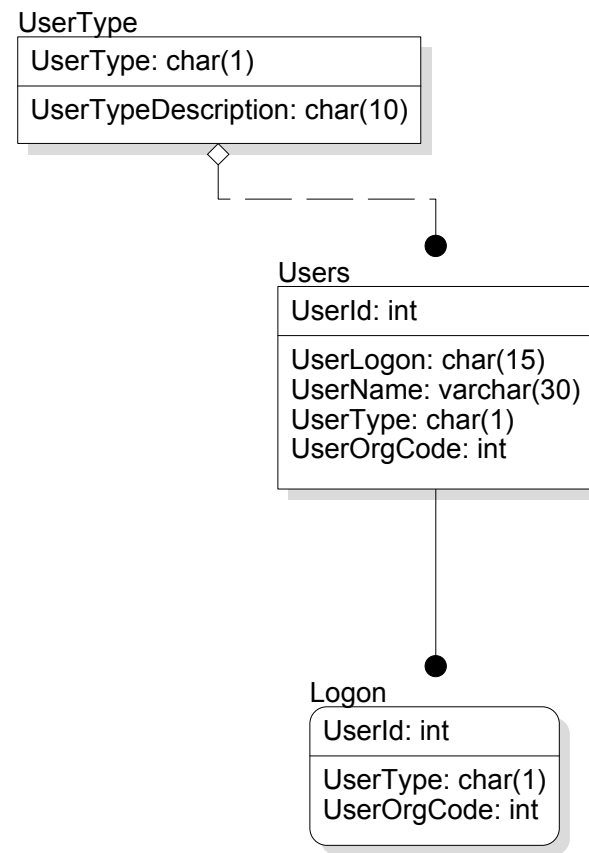 UserType
UserType: char(1)
UserTypeDescription: char(10)
Users
UserId: int
UserLogon: char(15)
UserName: varchar(30)
UserType: char(1)
UserOrgCode: int
Logon
UserId: int
UserType: char(1)
UserOrgCode: int